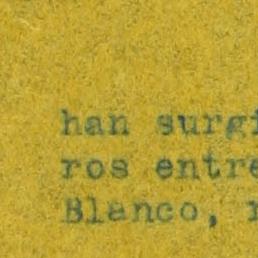 han surgi
ros entre
Blanco,